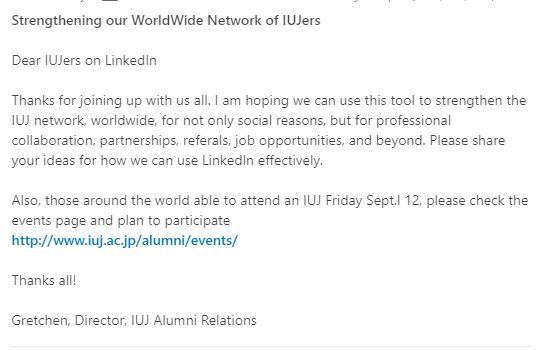 Strengthening our WorldWide Network of IUJers
Dear IUJers on LinkedIn
Thanks for joining up with us all. I am hoping we can use this tool to strengthen the
IUJ network, worldwide, for not only social reasons, but for professional
collaboration, partnerships, referals, job opportunities, and beyond. Please share
your ideas for how we can use LinkedIn effectively.
Also, those around the world able to attend an IUJ Friday Sept.l 12, please check the
events page and plan to participate
http://www.iuj.ac.jp/alumni/events/
Thanks all!
Gretchen, Director, IUJ Alumni Relations